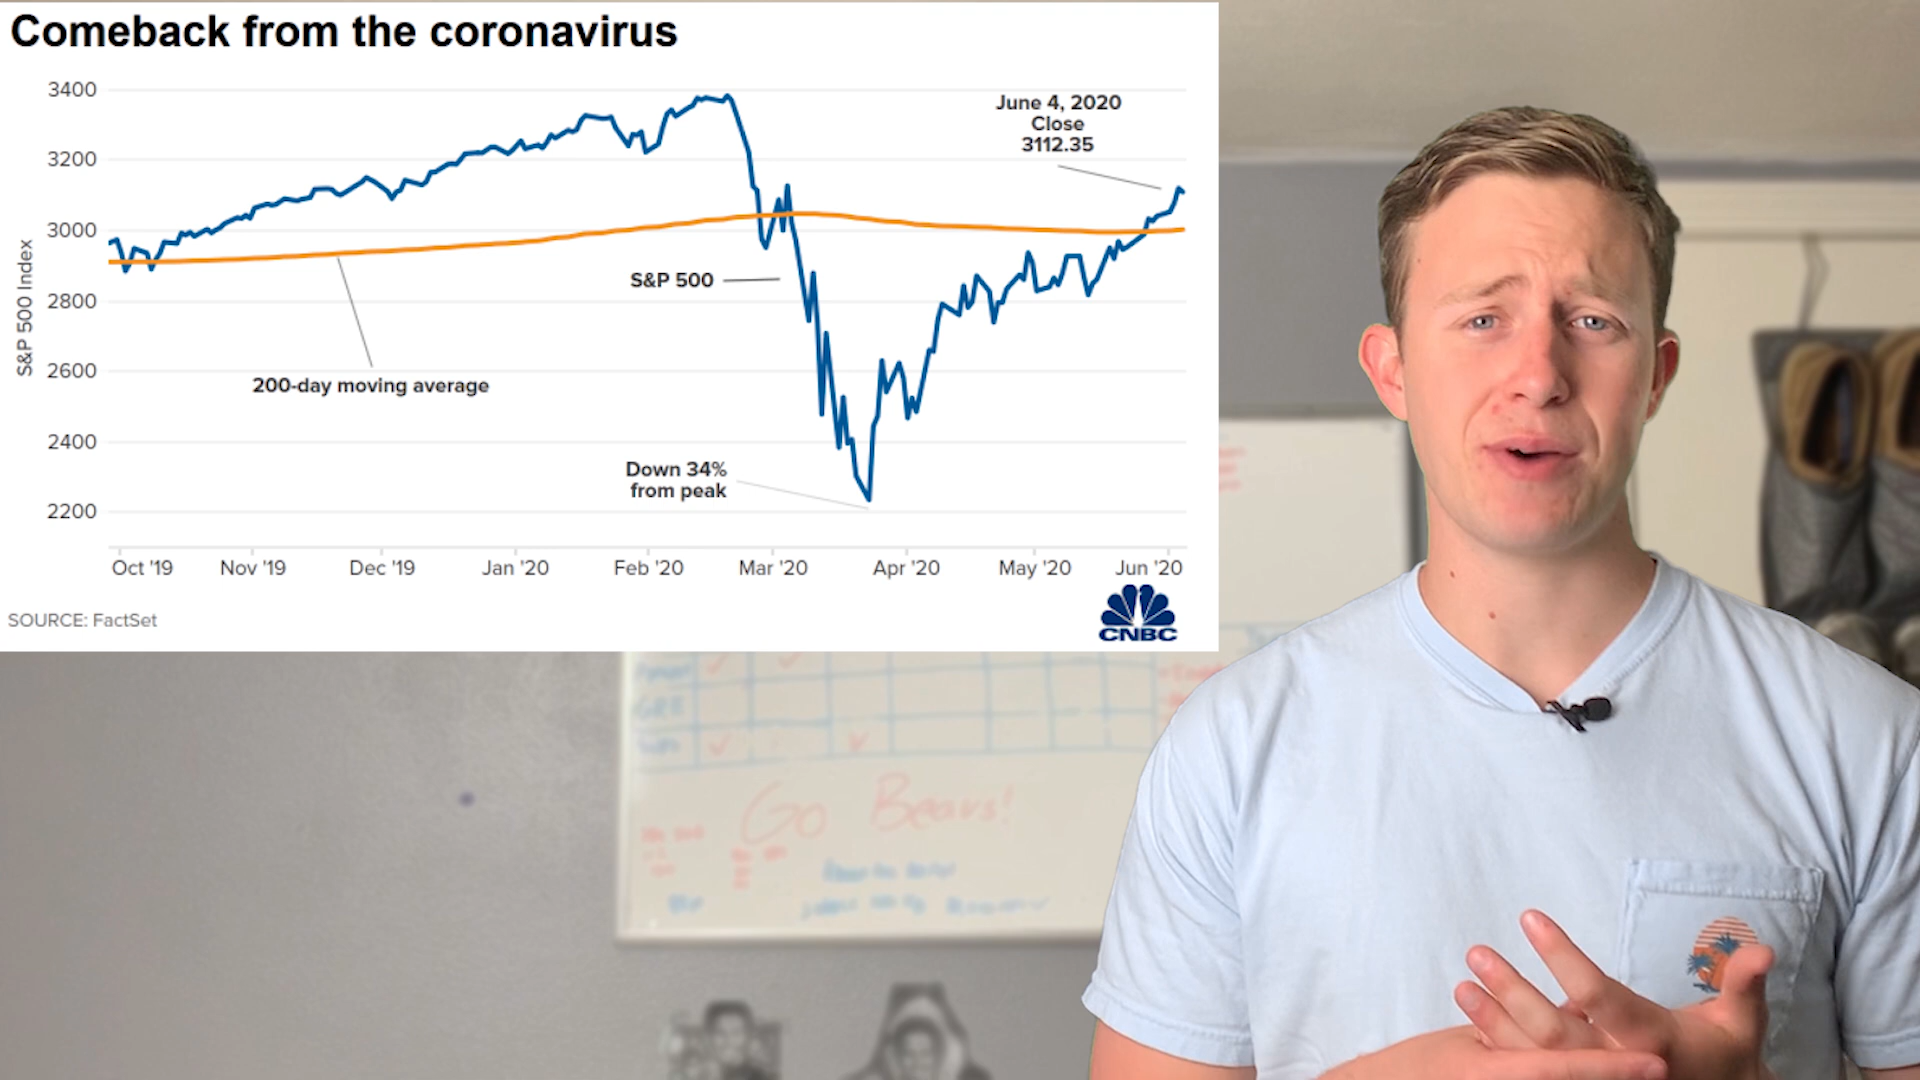 Comeback from the coronavirus
3400
3200
3000
2800
2600
2400
2200
S&P 500 Index
June 4, 2020
Close
3112.35
S&P 500
200-day moving average
Down 34%
from peak
Oct '19 Nov '19 Dec '19 Jan '20 Feb '20 Mar '20 Apr '20 May '20 Jun '20
SOURCE: FactSet
CNBC
Go Bears!